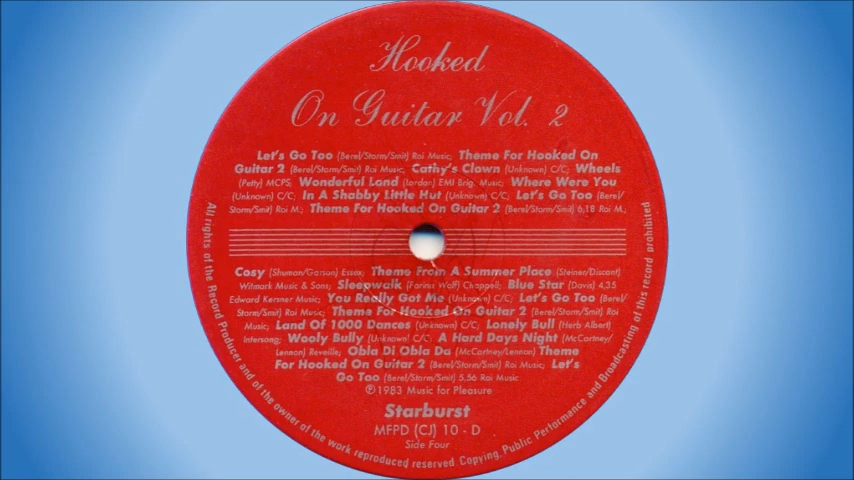 Hooked
On Guitar Vol. 2
Let's Go Too (Berel/Storm/Smit) Roi Music; Theme For Hooked On
Guitar 2 (Berel/Storm/Smit) Roi Music, Cathy's Clown (Unknown) C/C; Wheels
(Petty) MCPS; Wonderful Land (Lordan) EMI Brig. Music; Where Were You
(Unknown) C/C; In A Shabby Little Hut (Unknown) C/C; Let's Go Too (Berel/
Storm/Smit) Roi M.; Theme For Hooked On Guitar 2 (Berel/Storm/Smit) 6,18 Roi M.;
Cosy (Shuman/Garson) Essex; Theme From A Summer Place (Steiner/Discant)
Witmark Music & Sons; Sleepwalk (Farina Wolf) Chappell; Blue Star (Davis) 4,35
Edward Kersner Music; You Really Got Me (Unknown) C/C; Let's Go Too (Berel/
Storm/Smit) Roi Music; Theme For Hooked On Guitar 2 (Berel/Storm/Smit) Roi
Music; Land Of 1000 Dances (Unknown) C/C; Lonely Bull (Herb Albert)
Intersong; Wooly Bully (Unknown) C/C; A Hard Days Night (McCartney/
Lennon) Reveille; Obla Di Obla Da (McCartney/Lennon) Theme
For Hooked On Guitar 2 (Berel/Storm/Smit) Roi Music; Let's
Go Too (Berel/Storm/Smit) 5,56 Roi Music
℗1983 Music for Pleasure
Starburst
MFPD (CJ) 10 - D
Side Four
All rights of the Record Producer and of the owner of the work reproduced reserved. Copying, Public Performance and Broadcasting of this record prohibited